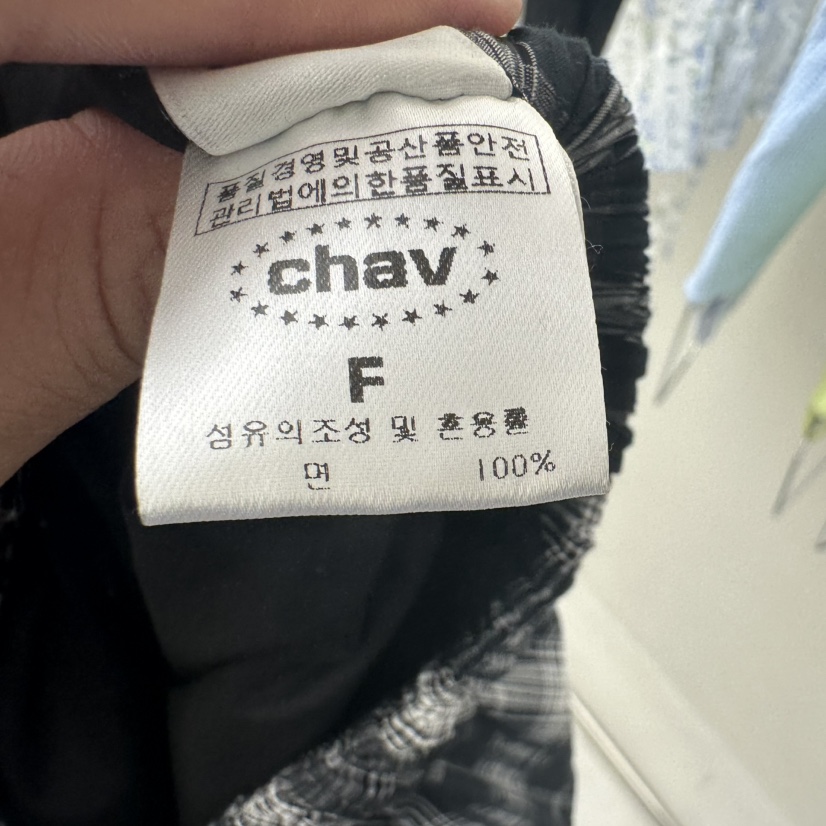 품질경영및공산품안전
관리법에의한품질표시
chav
F
섬유의조성 및 혼용률
면 100%